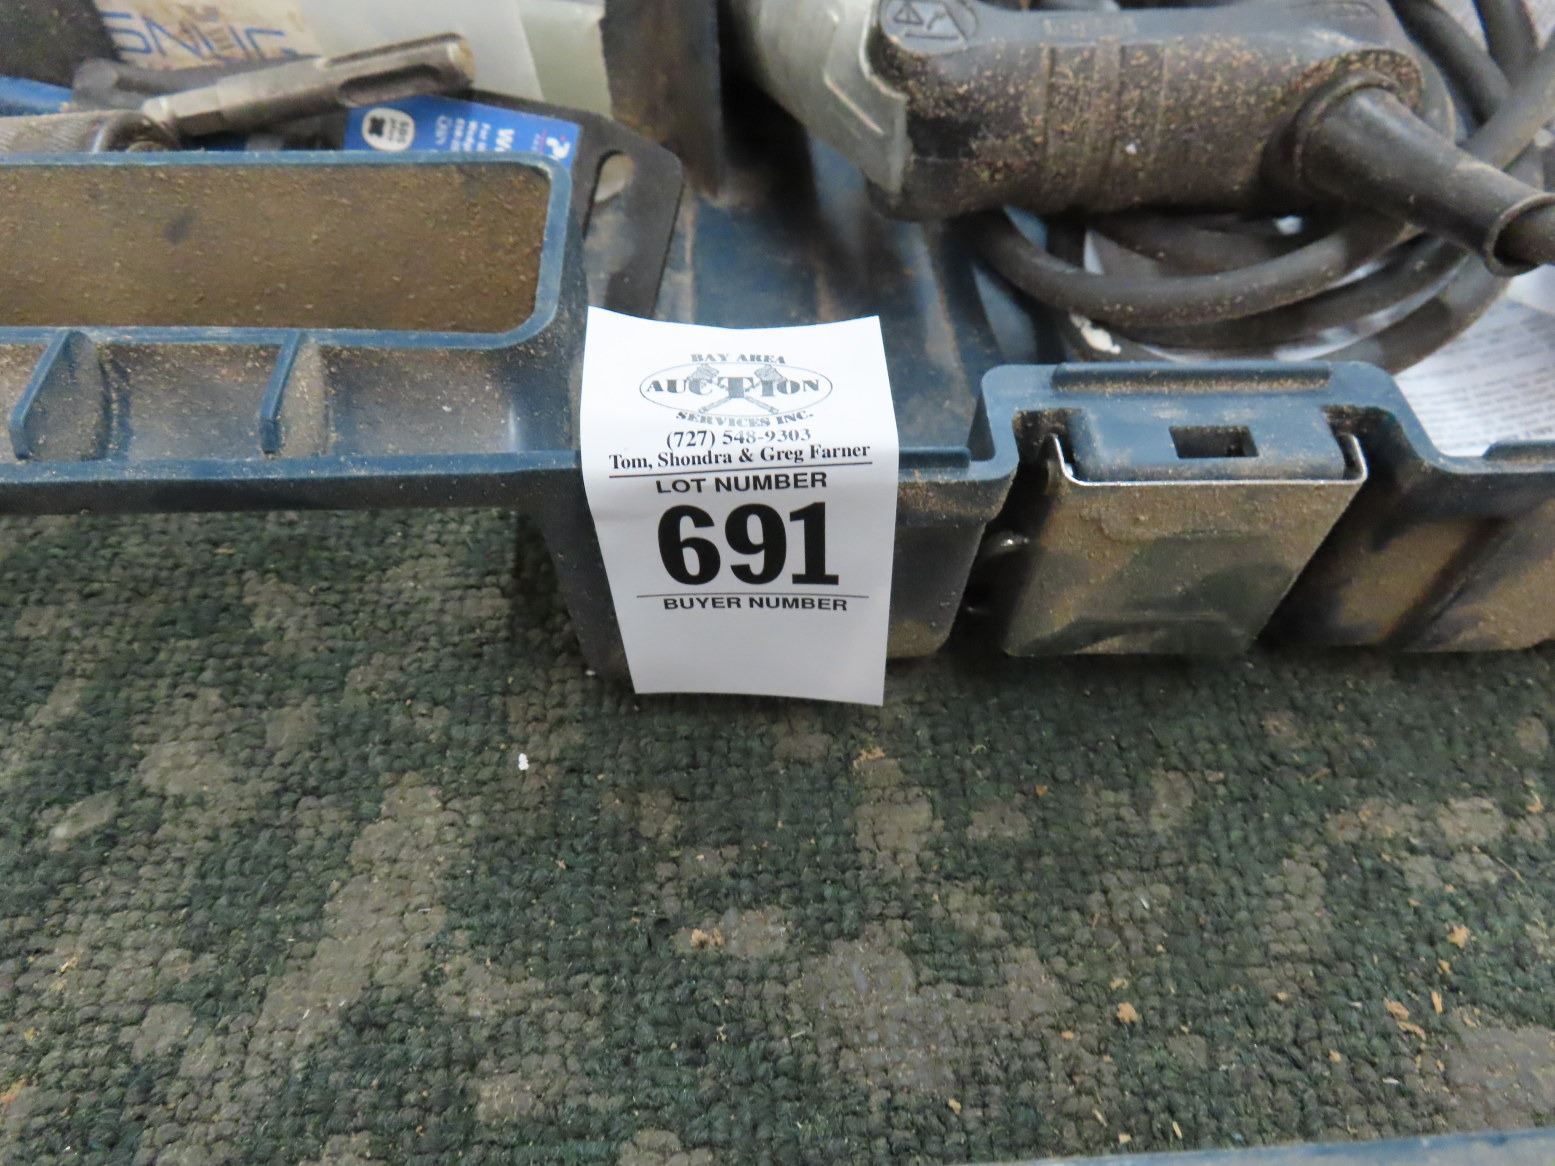 BAY AREA
AUCTION
SERVICES INC.
(727) 548-9303
Tom, Shondra & Greg Farner
LOT NUMBER
691
BUYER NUMBER